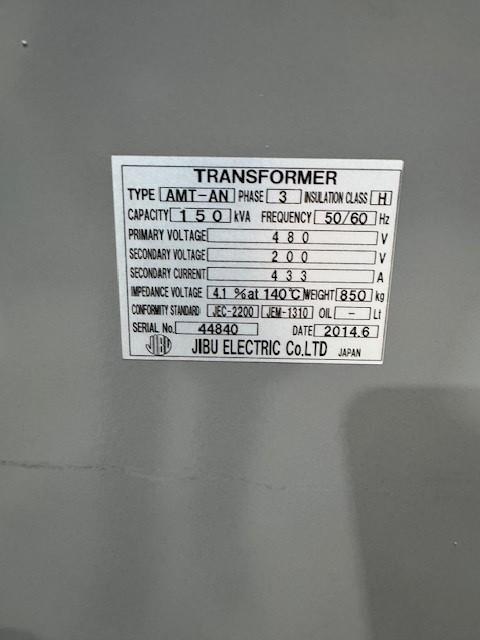 TRANSFORMER
TYPE AMT-AN PHASE 3 INSULATION CLASS H
CAPACITY 150 kVA FREQUENCY 50/60 Hz
PRIMARY VOLTAGE 480 V
SECONDARY VOLTAGE 200 V
SECONDARY CURRENT 433 A
IMPEDANCE VOLTAGE 4.1 % at 140℃ WEIGHT 850 kg
CONFORMITY STANDARD JEC-2200 JEM-1310 OIL - Lt
SERIAL No. 44840 DATE 2014.6
JIBU JIBU ELECTRIC Co.LTD JAPAN